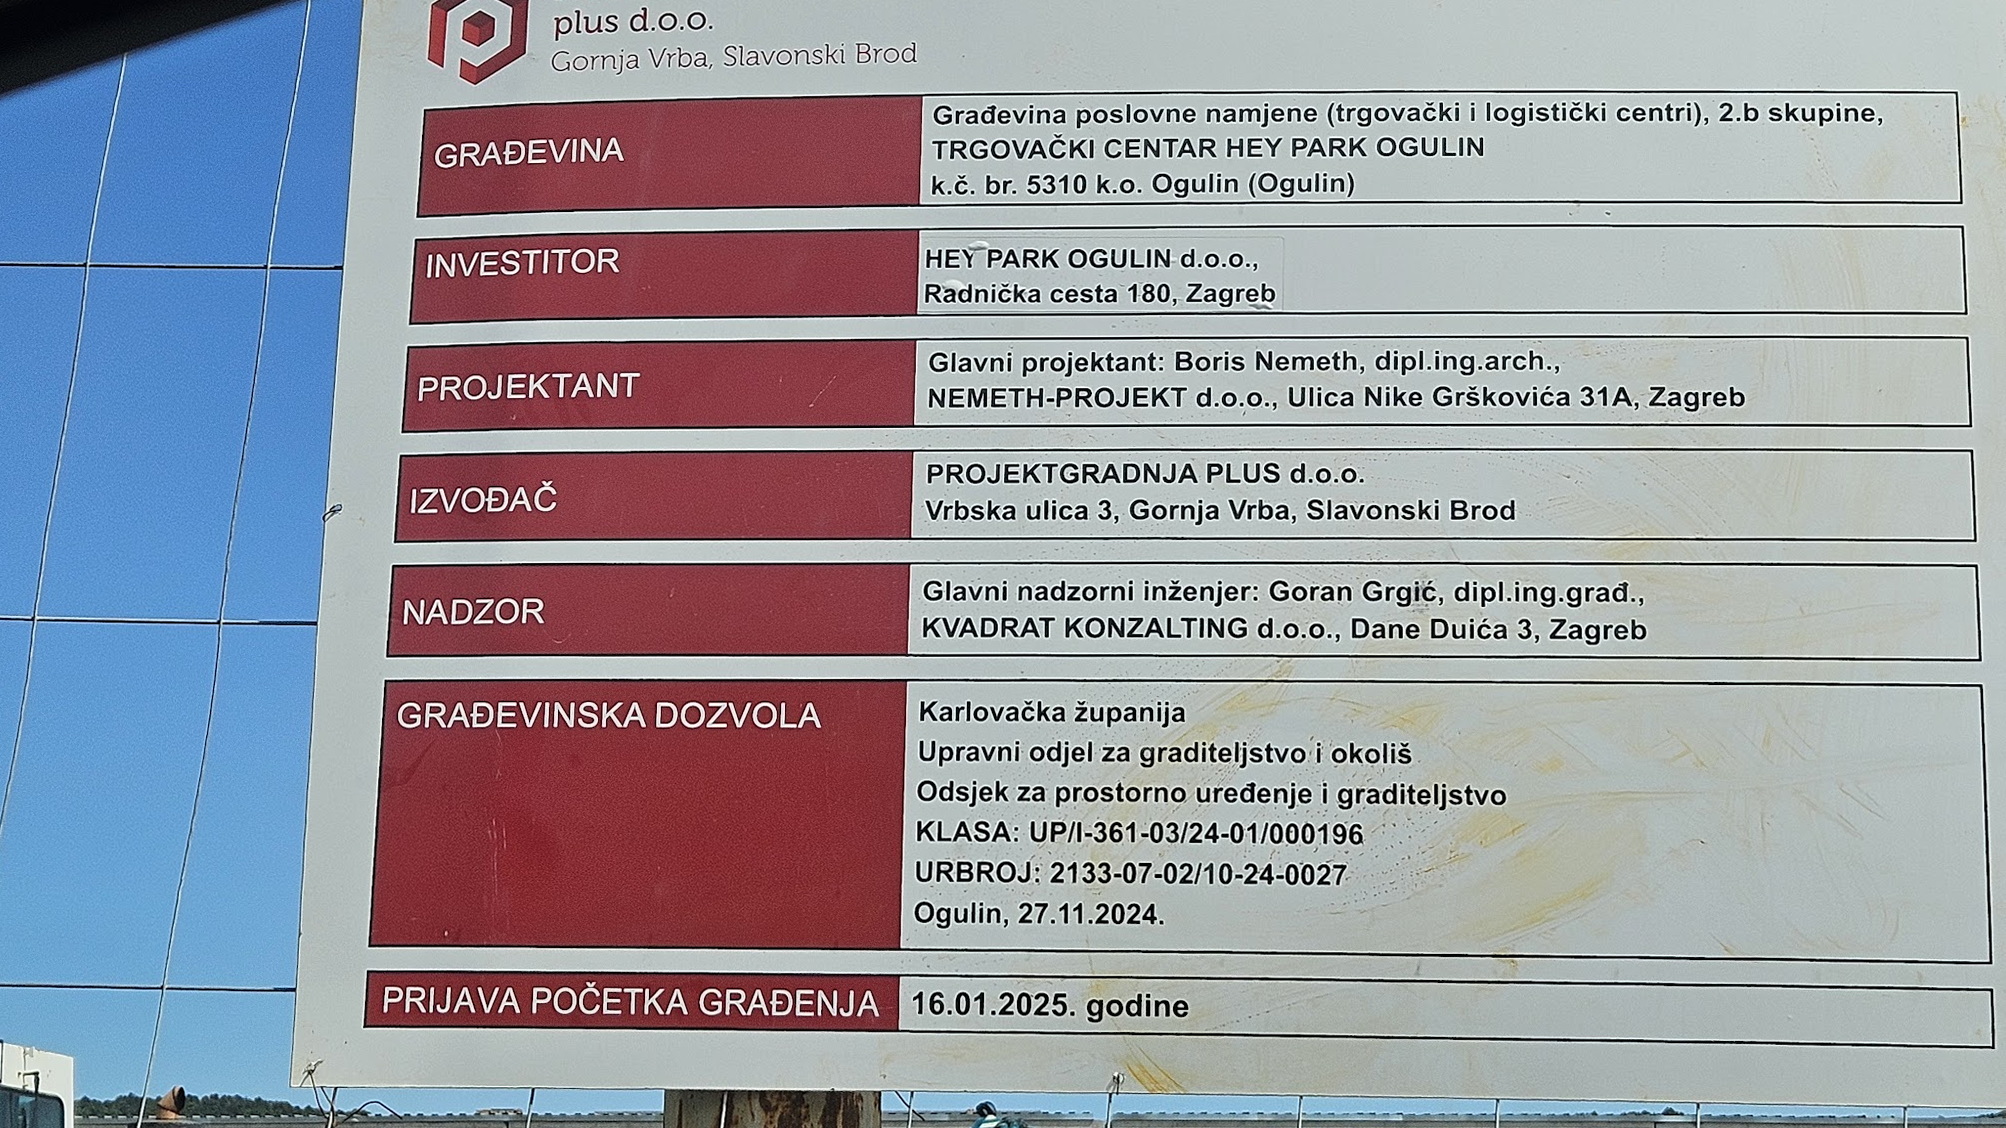 plus d.o.o.
Gornja Vrba, Slavonski Brod
GRAĐEVINA
Građevina poslovne namjene (trgovački i logistički centri), 2.b skupine,
TRGOVAČKI CENTAR HEY PARK OGULIN
k.č. br. 5310 k.o. Ogulin (Ogulin)
INVESTITOR
HEY PARK OGULIN d.o.o.,
Radnička cesta 180, Zagreb
PROJEKTANT
Glavni projektant: Boris Nemeth, dipl.ing.arch.,
NEMETH-PROJEKT d.o.o., Ulica Nike Grškovića 31A, Zagreb
IZVOĐAČ
PROJEKTGRADNJA PLUS d.o.o.
Vrbska ulica 3, Gornja Vrba, Slavonski Brod
NADZOR
Glavni nadzorni inženjer: Goran Grgić, dipl.ing.građ.,
KVADRAT KONZALTING d.o.o., Dane Duića 3, Zagreb
GRAĐEVINSKA DOZVOLA
Karlovačka županija
Upravni odjel za graditeljstvo i okoliš
Odsjek za prostorno uređenje i graditeljstvo
KLASA: UP/I-361-03/24-01/000196
URBROJ: 2133-07-02/10-24-0027
Ogulin, 27.11.2024.
PRIJAVA POČETKA GRAĐENJA
16.01.2025. godine